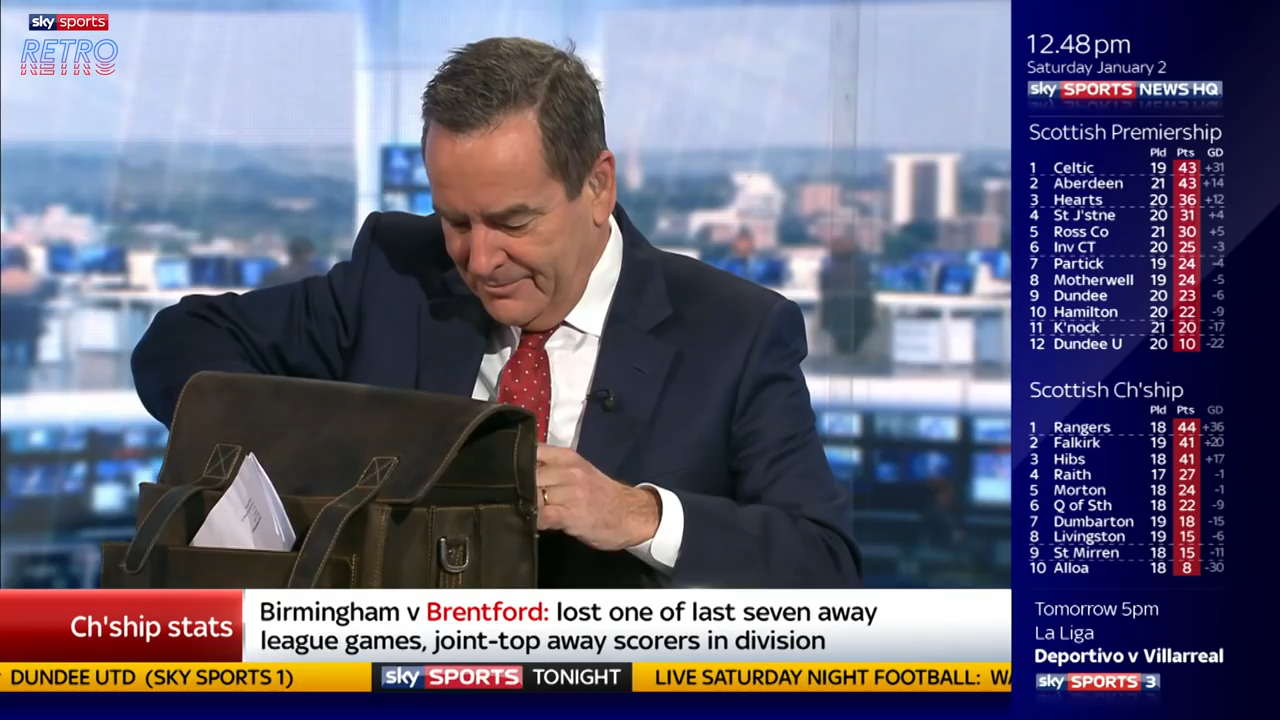 sky sports
RETRO
12.48pm
Saturday January 2
sky SPORTS NEWS HQ
Scottish Premiership
Pld Pts GD
1 Celtic 19 43 +31
2 Aberdeen 21 43 +14
3 Hearts 20 36 +12
4 St J'stne 20 31 +4
5 Ross Co 21 30 +5
6 Inv CT 20 25 -3
7 Partick 19 24 -4
8 Motherwell 19 24 -5
9 Dundee 20 23 -6
10 Hamilton 20 22 -9
11 K'nock 21 20 -17
12 Dundee U 20 10 -22
Scottish Ch'ship
Pld Pts GD
1 Rangers 18 44 +36
2 Falkirk 19 41 +20
3 Hibs 18 41 +17
4 Raith 17 27 -1
5 Morton 18 24 -1
6 Q of Sth 18 22 -9
7 Dumbarton 19 18 -15
8 Livingston 19 15 -6
9 St Mirren 18 15 -11
10 Alloa 18 8 -30
Tomorrow 5pm
La Liga
Deportivo v Villarreal
sky SPORTS 3
Ch'ship stats
Birmingham v Brentford: lost one of last seven away
league games, joint-top away scorers in division
DUNDEE UTD (SKY SPORTS 1) sky SPORTS TONIGHT LIVE SATURDAY NIGHT FOOTBALL: